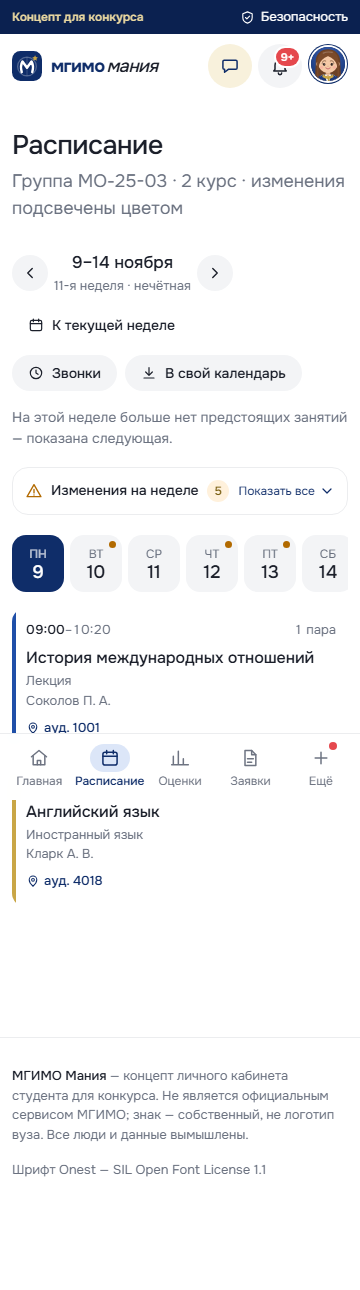 Концепт для конкурса
Безопасность
мгимо мания
9+
Расписание
Группа МО-25-03 · 2 курс · изменения
подсвечены цветом
9–14 ноября
11-я неделя · нечётная
К текущей неделе
Звонки
В свой календарь
На этой неделе больше нет предстоящих занятий
— показана следующая.
Изменения на неделе 5 Показать все
ПН ВТ СР ЧТ ПТ СБ
9 10 11 12 13 14
09:00–10:20 1 пара
История международных отношений
Лекция
Соколов П. А.
ауд. 1001
Главная Расписание Оценки Заявки Ещё
Английский язык
Иностранный язык
Кларк А. В.
ауд. 4018
МГИМО Мания — концепт личного кабинета
студента для конкурса. Не является официальным
сервисом МГИМО; знак — собственный, не логотип
вуза. Все люди и данные вымышлены.
Шрифт Onest — SIL Open Font License 1.1